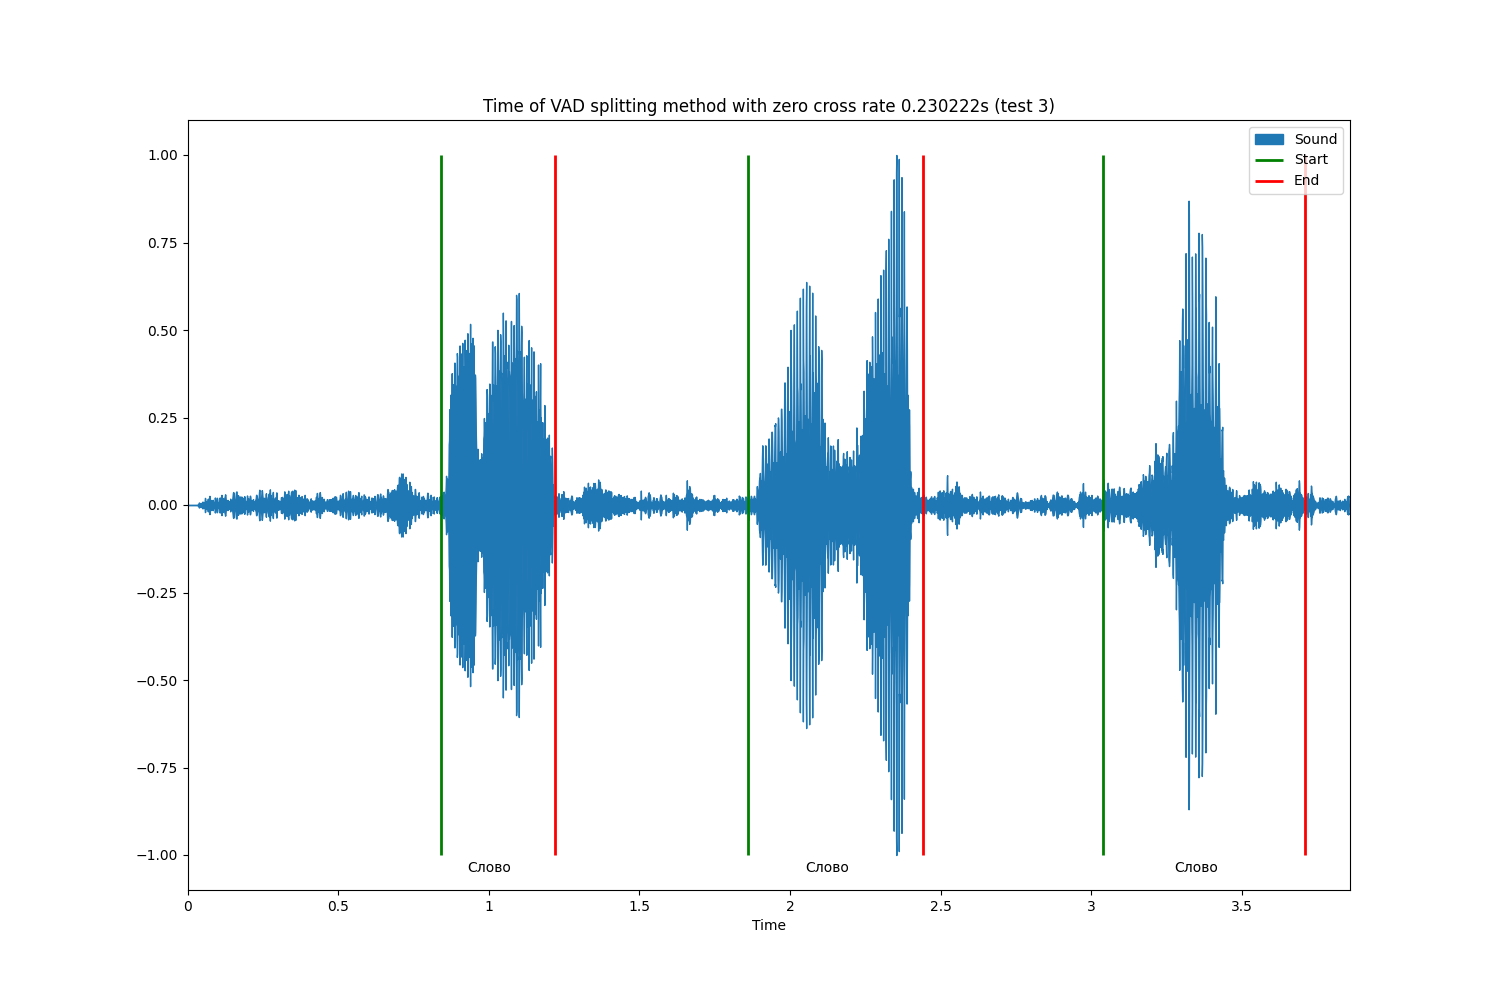 Time of VAD splitting method with zero cross rate 0.230222s (test 3)
Sound
Start
End
1.00
0.75
0.50
0.25
0.00
−0.25
−0.50
−0.75
−1.00
Слово Слово Слово
0 0.5 1 1.5 2 2.5 3 3.5
Time